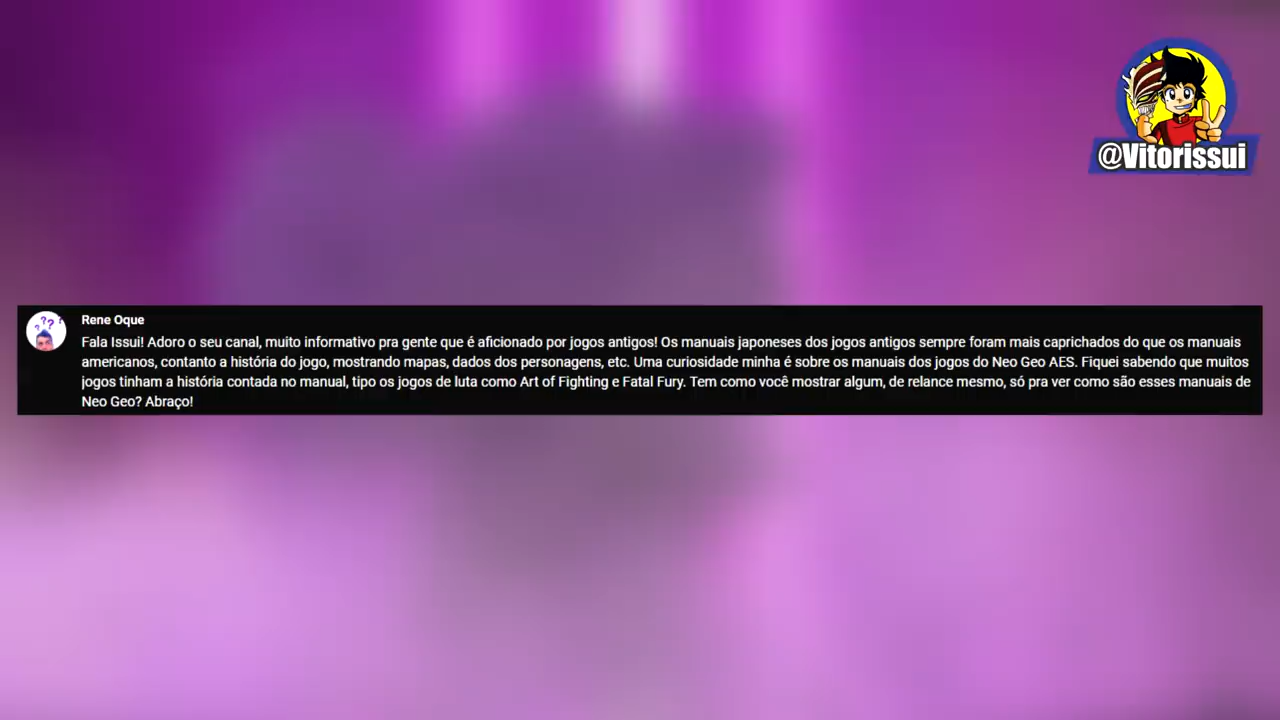 @Vitorissui
Rene Oque
Fala Issui! Adoro o seu canal, muito informativo pra gente que é aficionado por jogos antigos! Os manuais japoneses dos jogos antigos sempre foram mais caprichados do que os manuais
americanos, contanto a história do jogo, mostrando mapas, dados dos personagens, etc. Uma curiosidade minha é sobre os manuais dos jogos do Neo Geo AES. Fiquei sabendo que muitos
jogos tinham a história contada no manual, tipo os jogos de luta como Art of Fighting e Fatal Fury. Tem como você mostrar algum, de relance mesmo, só pra ver como são esses manuais de
Neo Geo? Abraço!